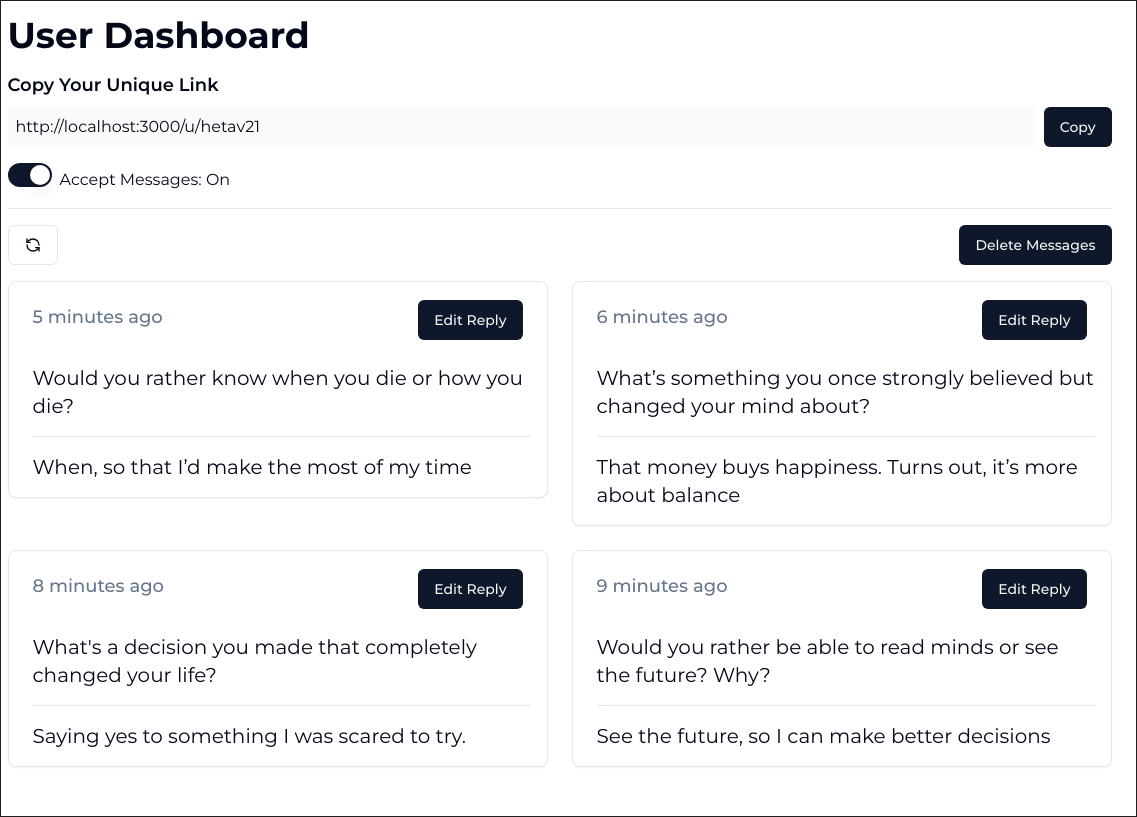 User Dashboard
Copy Your Unique Link
http://localhost:3000/u/hetav21
Copy
Accept Messages: On
Delete Messages
5 minutes ago
Edit Reply
Would you rather know when you die or how you
die?
When, so that I’d make the most of my time
6 minutes ago
Edit Reply
What’s something you once strongly believed but
changed your mind about?
That money buys happiness. Turns out, it’s more
about balance
8 minutes ago
Edit Reply
What's a decision you made that completely
changed your life?
Saying yes to something I was scared to try.
9 minutes ago
Edit Reply
Would you rather be able to read minds or see
the future? Why?
See the future, so I can make better decisions